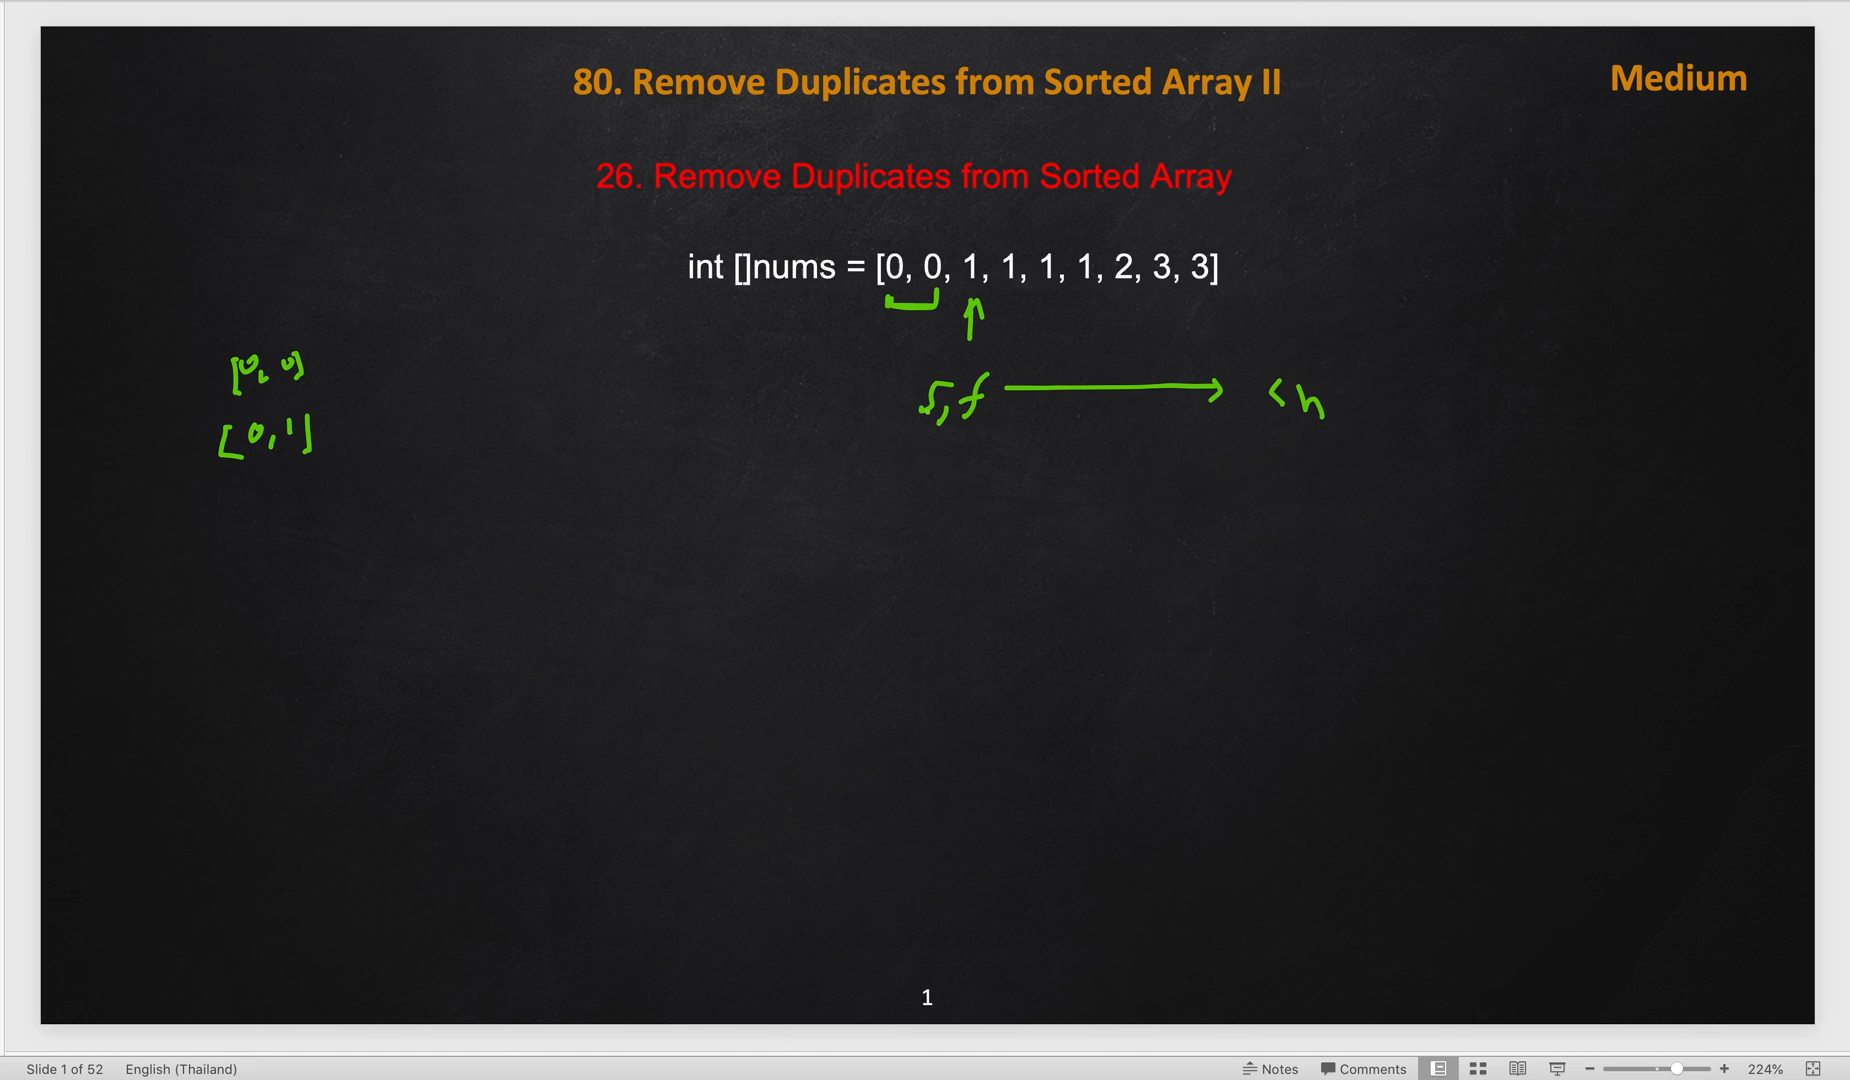 80. Remove Duplicates from Sorted Array II
Medium
26. Remove Duplicates from Sorted Array
int []nums = [0, 0, 1, 1, 1, 1, 2, 3, 3]
[0, 0]
s, f → < n
[0, 1]
1
Slide 1 of 52 English (Thailand) Notes Comments 224%